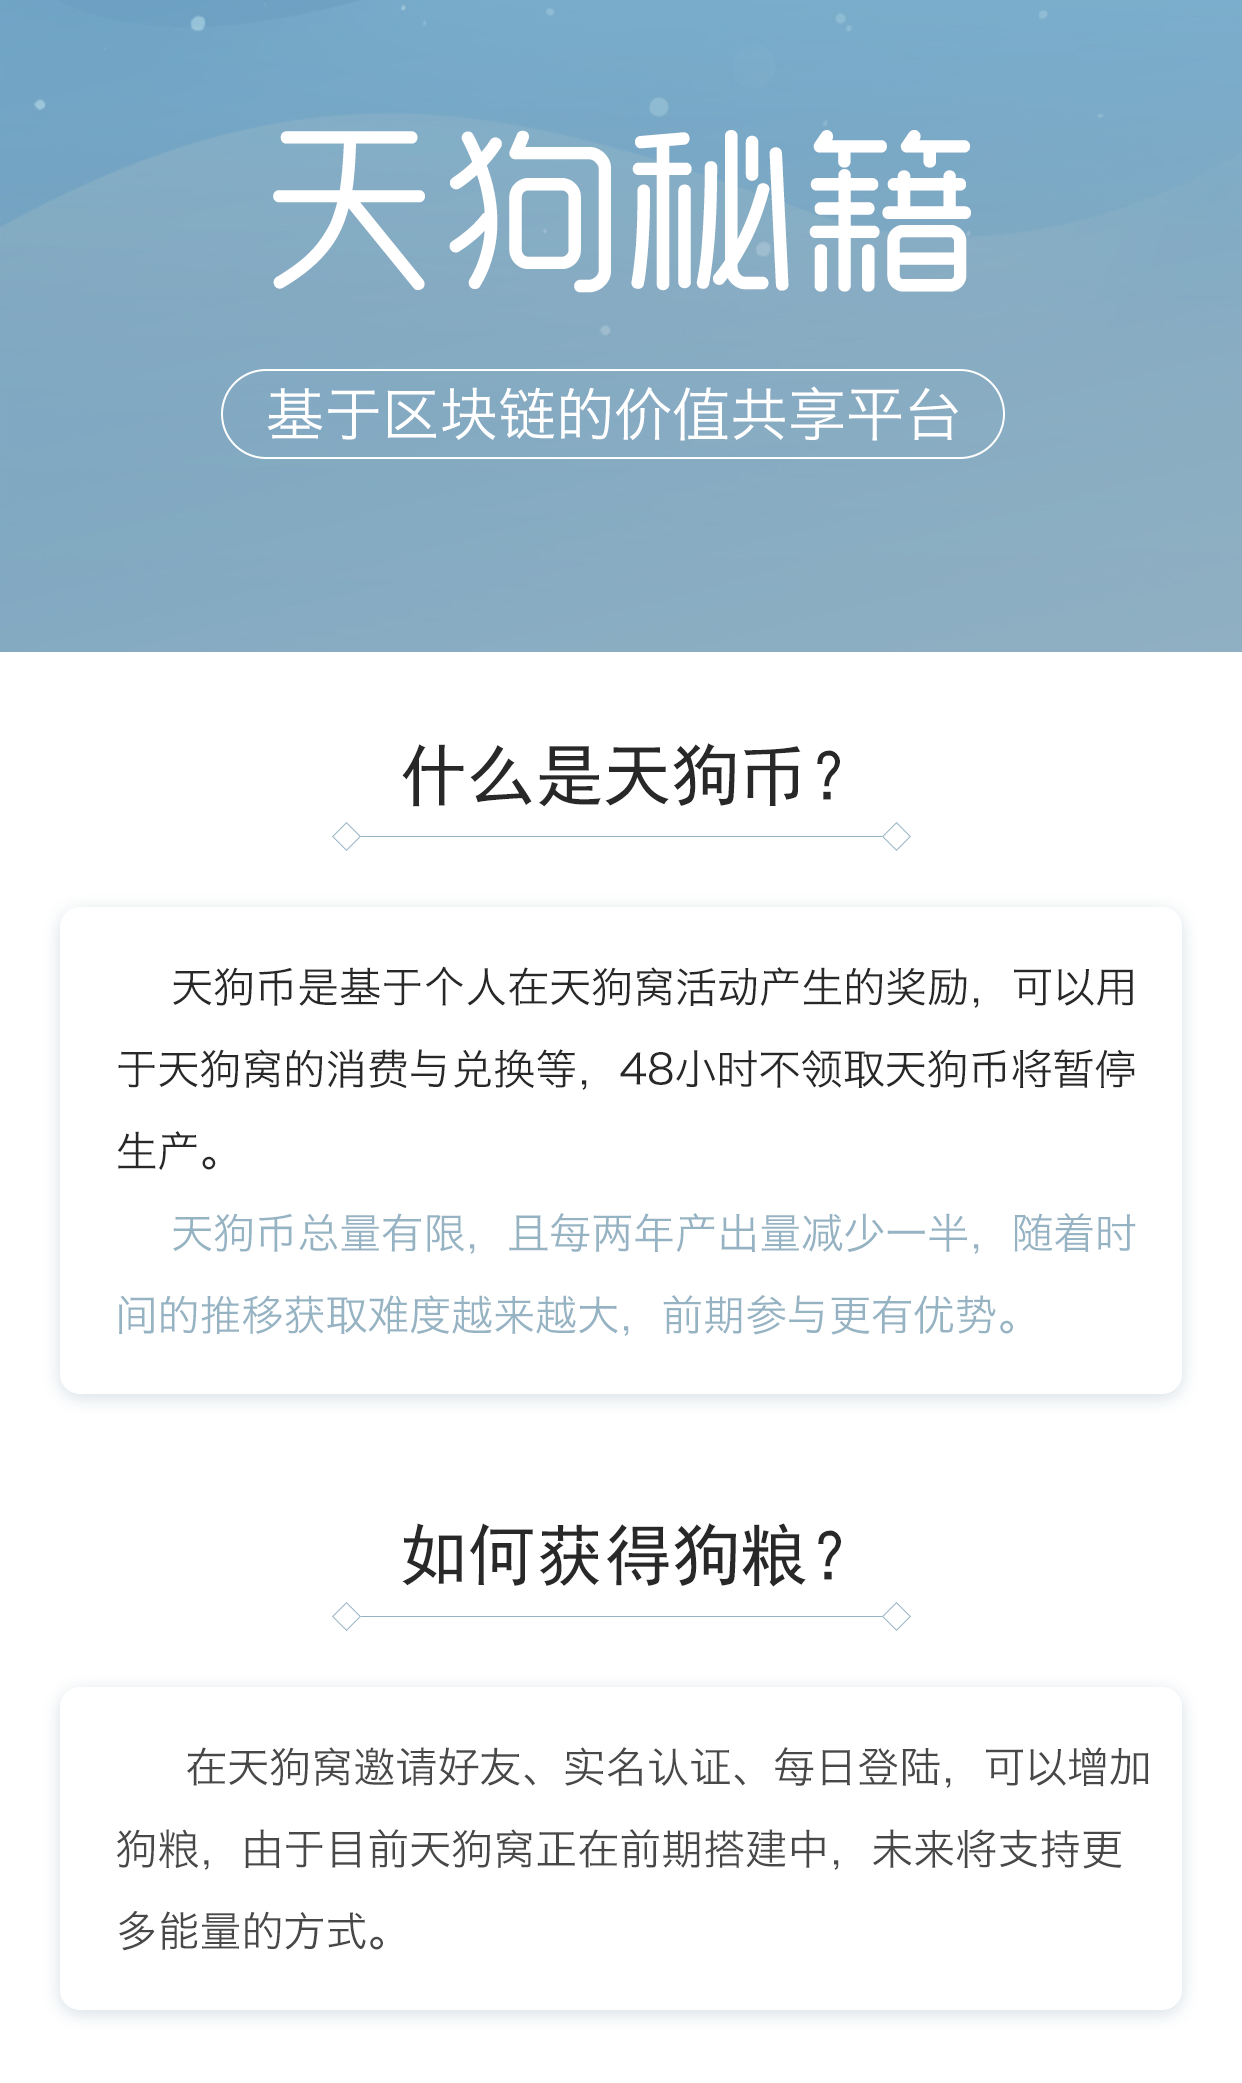 天狗秘籍
基于区块链的价值共享平台
什么是天狗币？
天狗币是基于个人在天狗窝活动产生的奖励，可以用
于天狗窝的消费与兑换等，48小时不领取天狗币将暂停
生产。
天狗币总量有限，且每两年产出量减少一半，随着时
间的推移获取难度越来越大，前期参与更有优势。
如何获得狗粮？
在天狗窝邀请好友、实名认证、每日登陆，可以增加
狗粮，由于目前天狗窝正在前期搭建中，未来将支持更
多能量的方式。